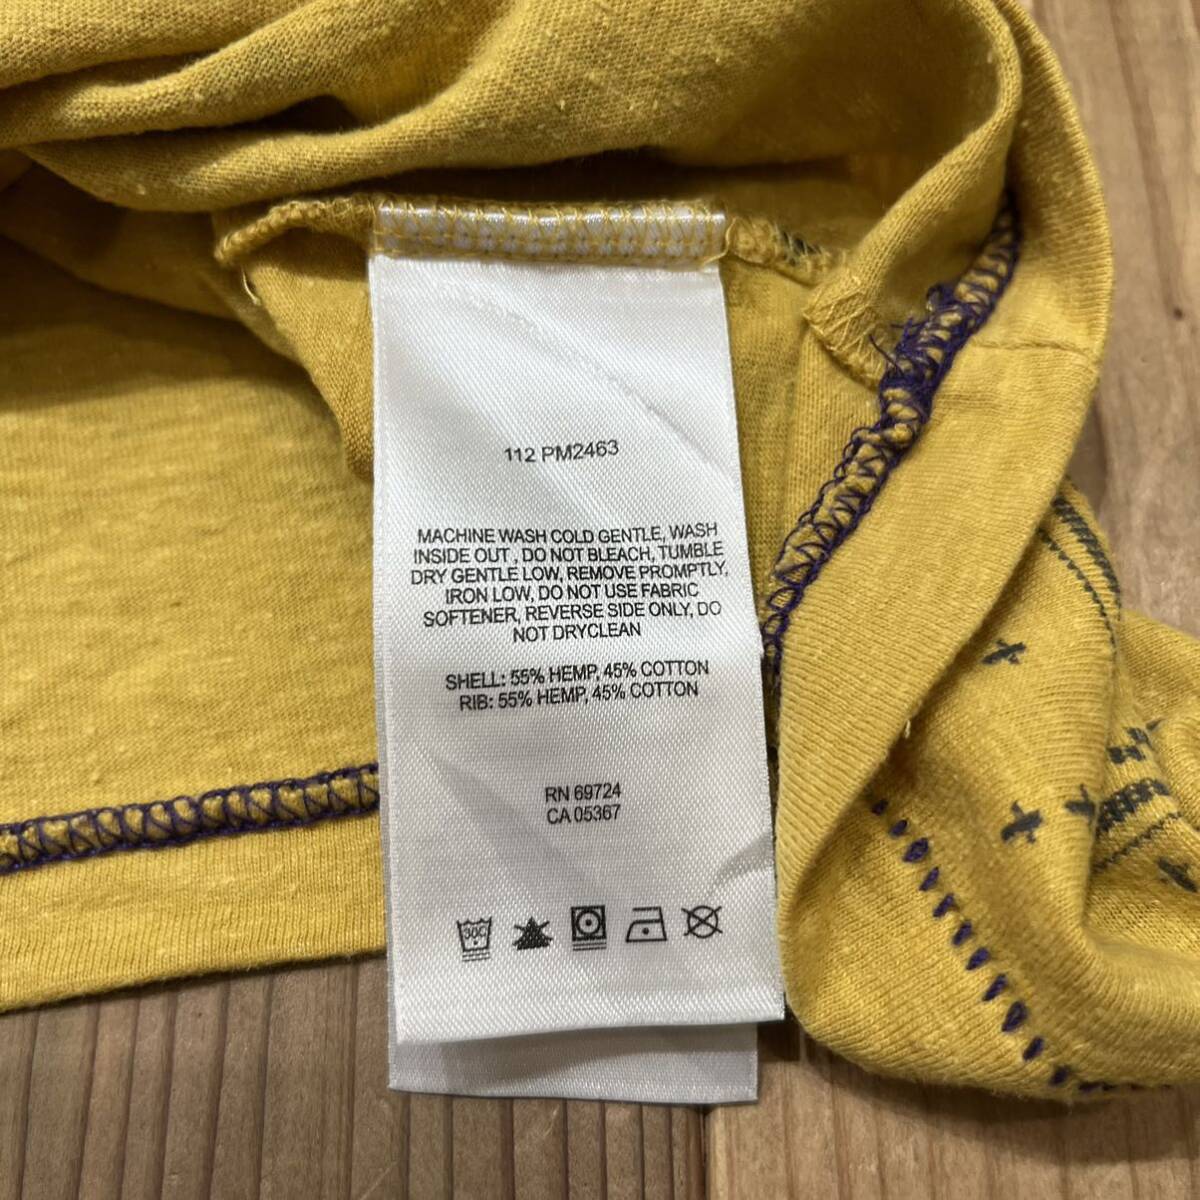 112 PM2463
MACHINE WASH COLD GENTLE, WASH
INSIDE OUT , DO NOT BLEACH, TUMBLE
DRY GENTLE LOW, REMOVE PROMPTLY,
IRON LOW, DO NOT USE FABRIC
SOFTENER, REVERSE SIDE ONLY, DO
NOT DRYCLEAN
SHELL: 55% HEMP, 45% COTTON
RIB: 55% HEMP, 45% COTTON
RN 69724
CA 05367
30C